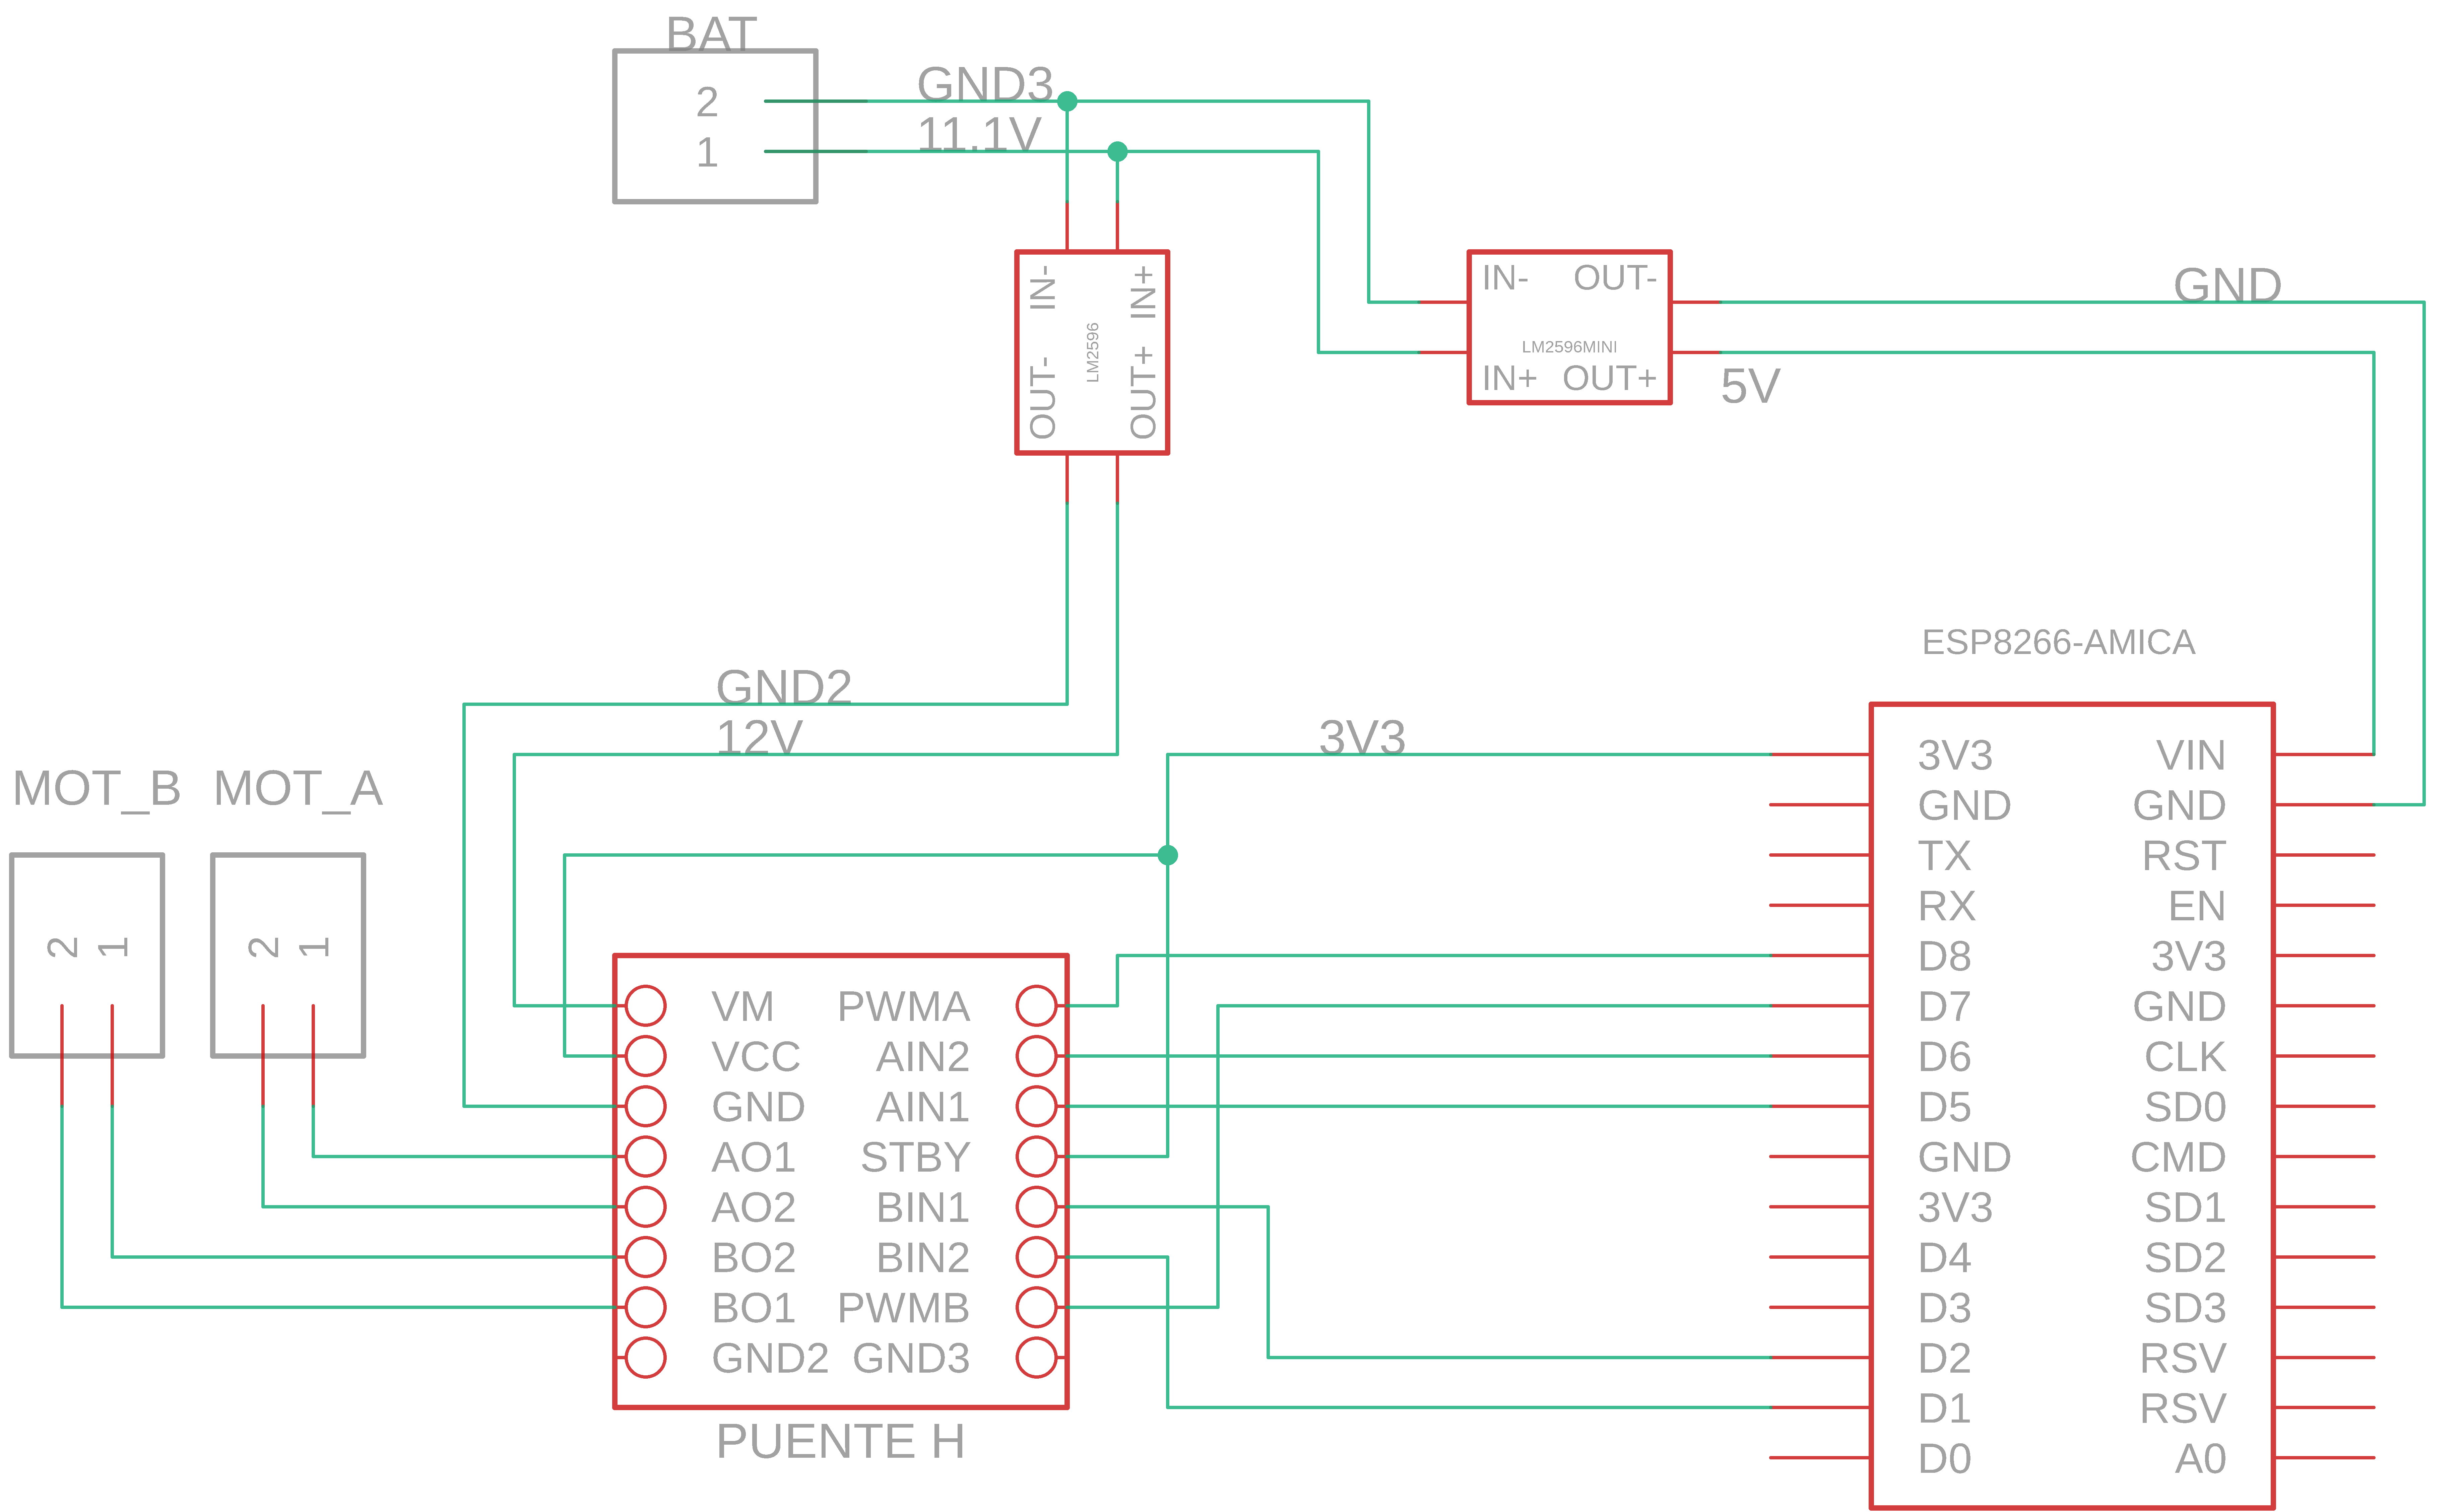 BAT
2
1
GND3
11.1V
IN-
IN+
OUT-
OUT+
LM2596
IN- OUT-
LM2596MINI
IN+ OUT+
GND
5V
GND2
12V
3V3
MOT_B
2
1
MOT_A
2
1
VM PWMA
VCC AIN2
GND AIN1
AO1 STBY
AO2 BIN1
BO2 BIN2
BO1 PWMB
GND2 GND3
PUENTE H
ESP8266-AMICA
3V3 VIN
GND GND
TX RST
RX EN
D8 3V3
D7 GND
D6 CLK
D5 SD0
GND CMD
3V3 SD1
D4 SD2
D3 SD3
D2 RSV
D1 RSV
D0 A0